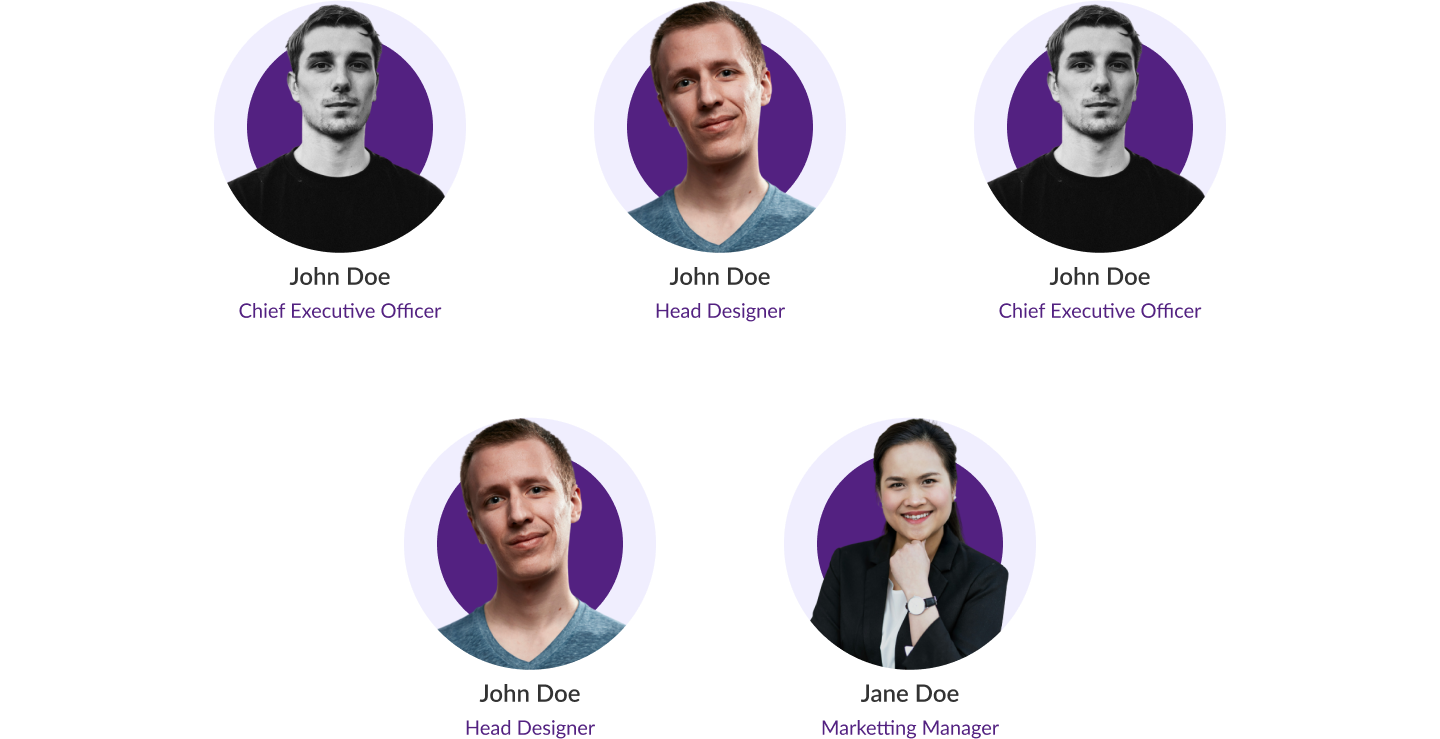 John Doe
Chief Executive Officer
John Doe
Head Designer
John Doe
Chief Executive Officer
John Doe
Head Designer
Jane Doe
Marketting Manager